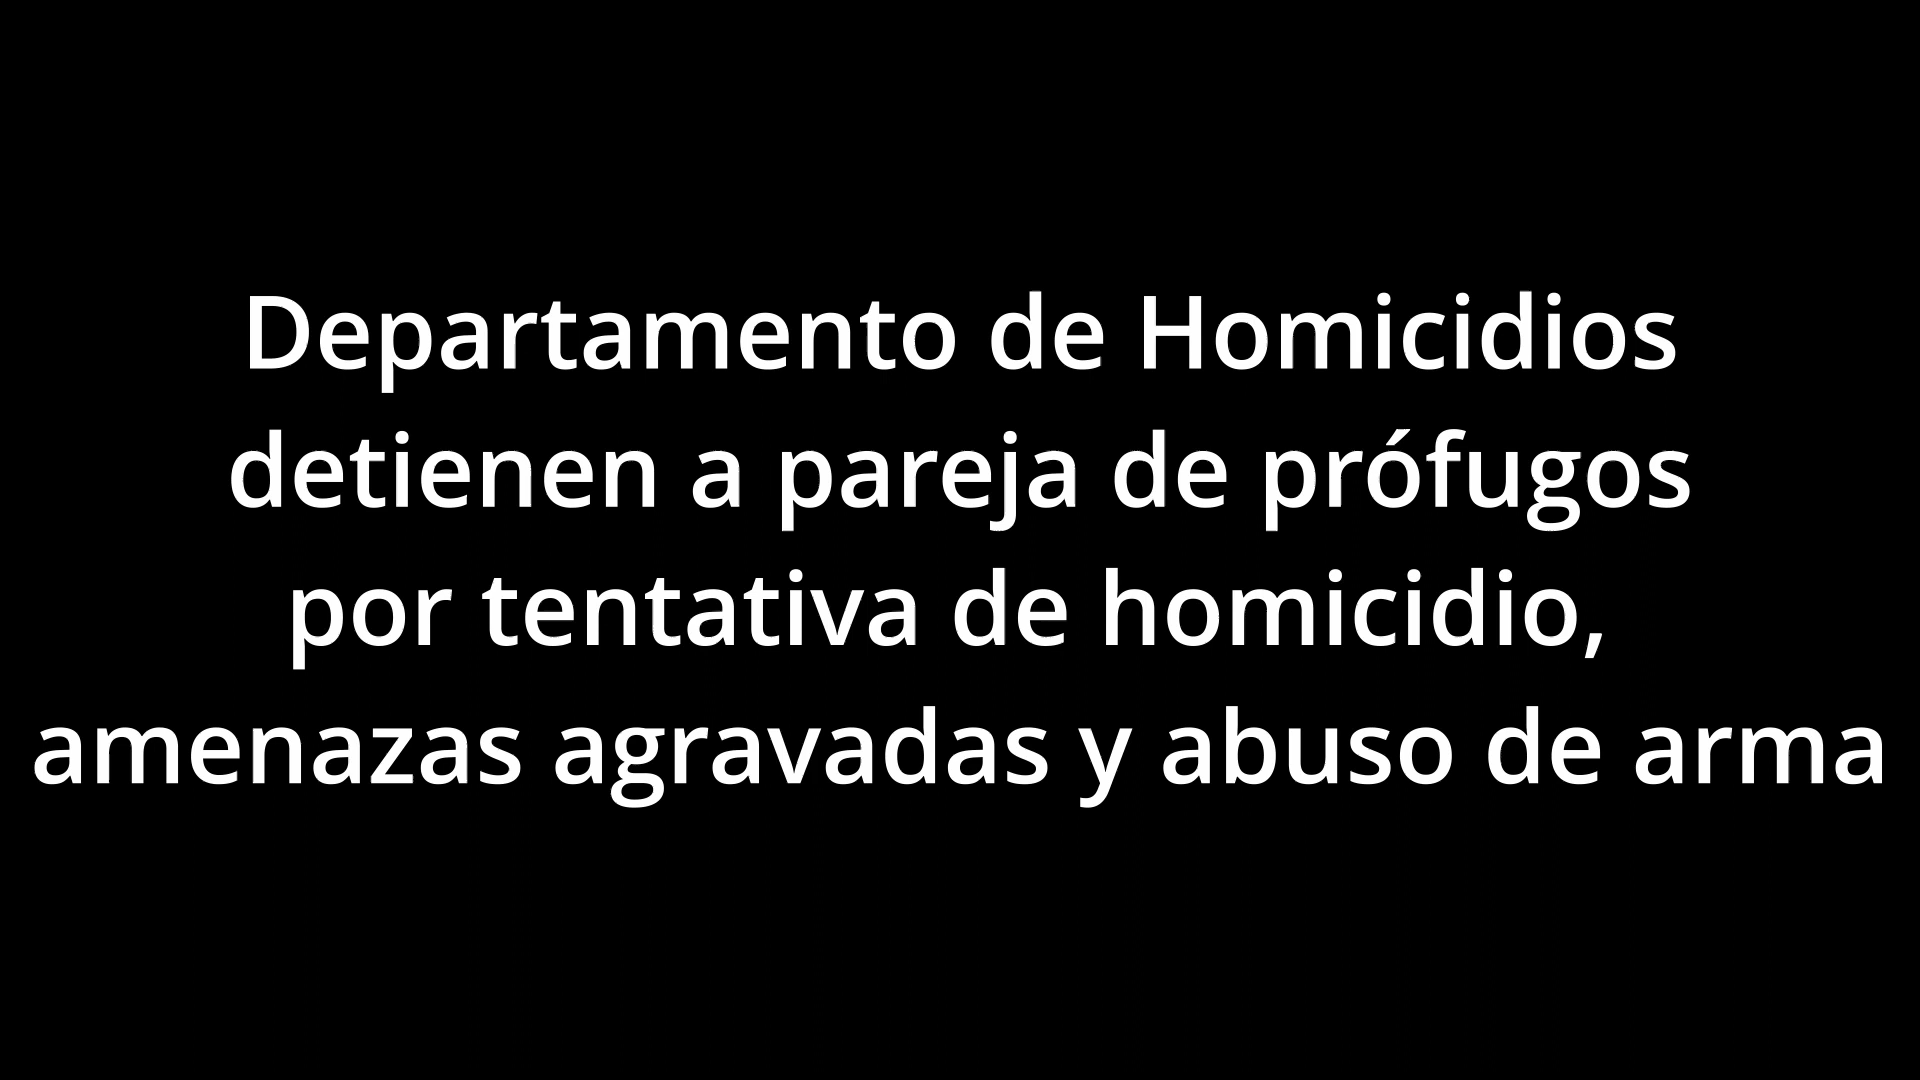 Departamento de Homicidios
detienen a pareja de prófugos
por tentativa de homicidio,
amenazas agravadas y abuso de arma